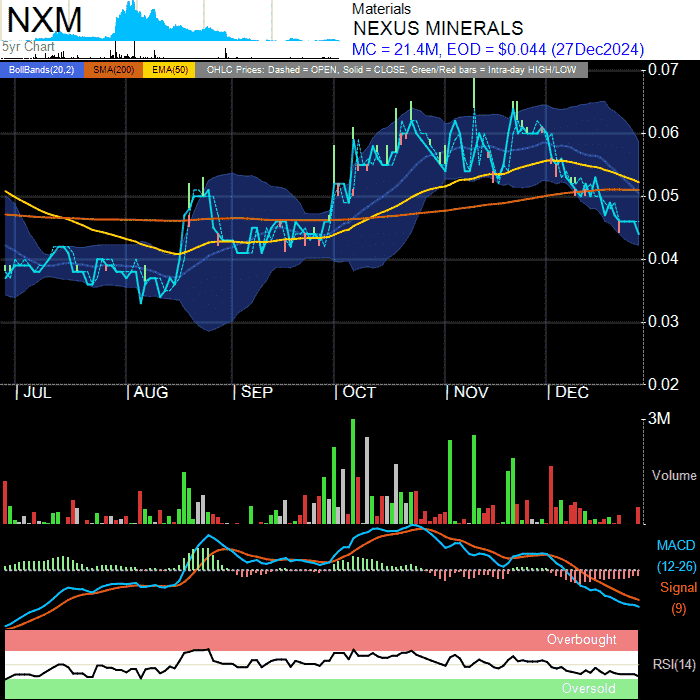 NXM
5yr Chart
Materials
NEXUS MINERALS
MC = 21.4M, EOD = $0.044 (27Dec2024)
BollBands(20,2) SMA(200) EMA(50) OHLC Prices: Dashed = OPEN, Solid = CLOSE, Green/Red bars = Intra-day HIGH/LOW
0.07
0.06
0.05
0.04
0.03
0.02
JUL AUG SEP OCT NOV DEC
3M
Volume
MACD
(12-26)
Signal
(9)
Overbought
RSI(14)
Oversold